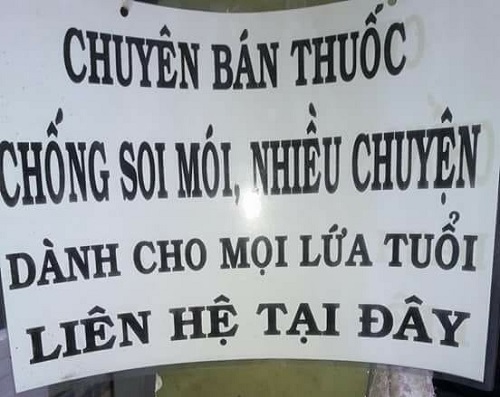 CHUYÊN BÁN THUỐC
CHỐNG SOI MÓI, NHIỀU CHUYỆN
DÀNH CHO MỌI LỨA TUỔI
LIÊN HỆ TẠI ĐÂY